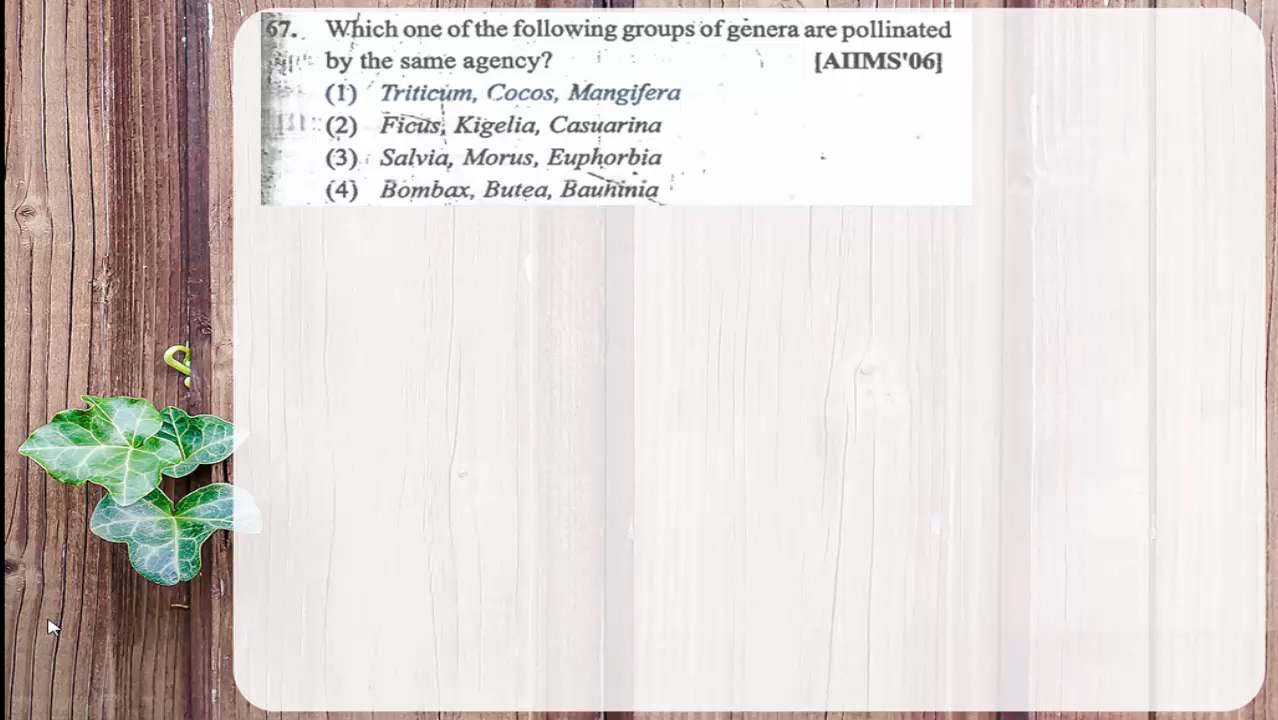 67. Which one of the following groups of genera are pollinated
by the same agency? [AIIMS'06]
(1) Triticum, Cocos, Mangifera
(2) Ficus, Kigelia, Casuarina
(3) Salvia, Morus, Euphorbia
(4) Bombax, Butea, Bauhinia